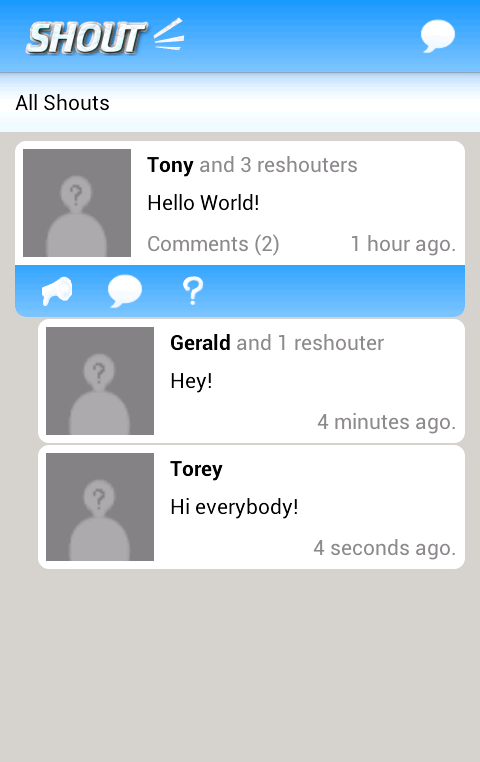 SHOUT
All Shouts
Tony and 3 reshouters
Hello World!
Comments (2) 1 hour ago.
?
?
Gerald and 1 reshouter
Hey!
4 minutes ago.
?
Torey
Hi everybody!
4 seconds ago.
?